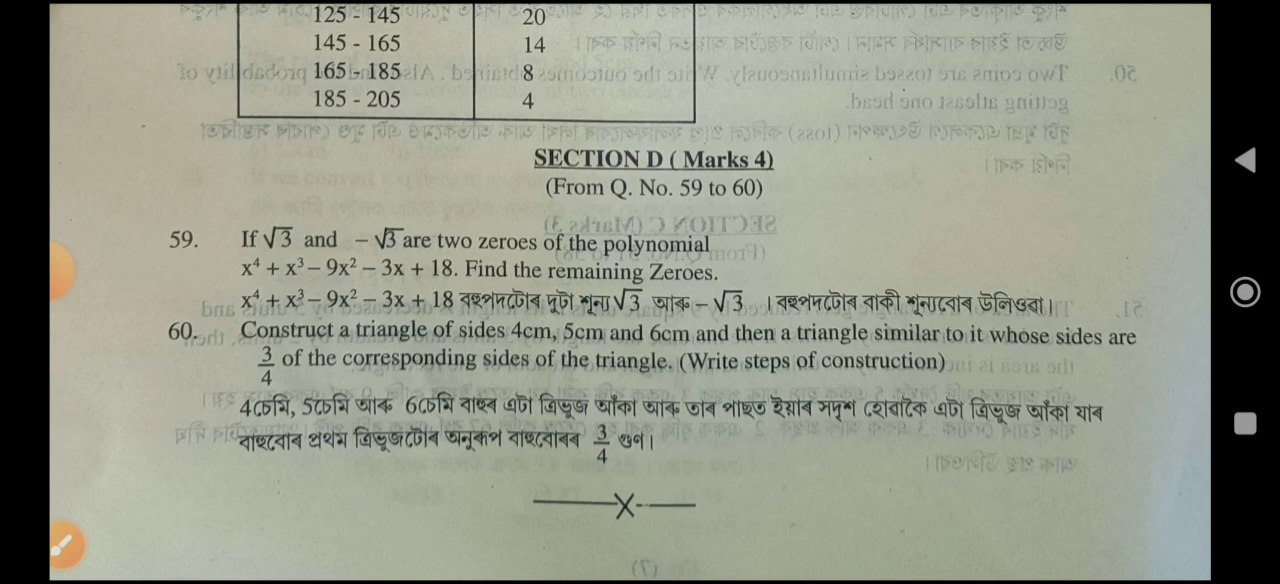 125 - 145 20
145 - 165 14
165 - 185 8
185 - 205 4
SECTION D ( Marks 4)
(From Q. No. 59 to 60)
59. If √3 and - √3 are two zeroes of the polynomial
x⁴ + x³ – 9x² – 3x + 18. Find the remaining Zeroes.
x⁴ + x³ – 9x² – 3x + 18 বহুপদটোৰ দুটা শূন্য √3 আৰু – √3 । বহুপদটোৰ বাকী শূন্যবোৰ উলিওৱা।
60. Construct a triangle of sides 4cm, 5cm and 6cm and then a triangle similar to it whose sides are
3/4 of the corresponding sides of the triangle. (Write steps of construction)
4চেমি, 5চেমি আৰু 6চেমি বাহুৰ এটা ত্ৰিভূজ আঁকা আৰু তাৰ পাছত ইয়াৰ সদৃশ হোৱাকৈ এটা ত্ৰিভূজ আঁকা যাৰ
বাহুবোৰ প্ৰথম ত্ৰিভূজটোৰ অনুৰূপ বাহুবোৰৰ 3/4 গুণ।